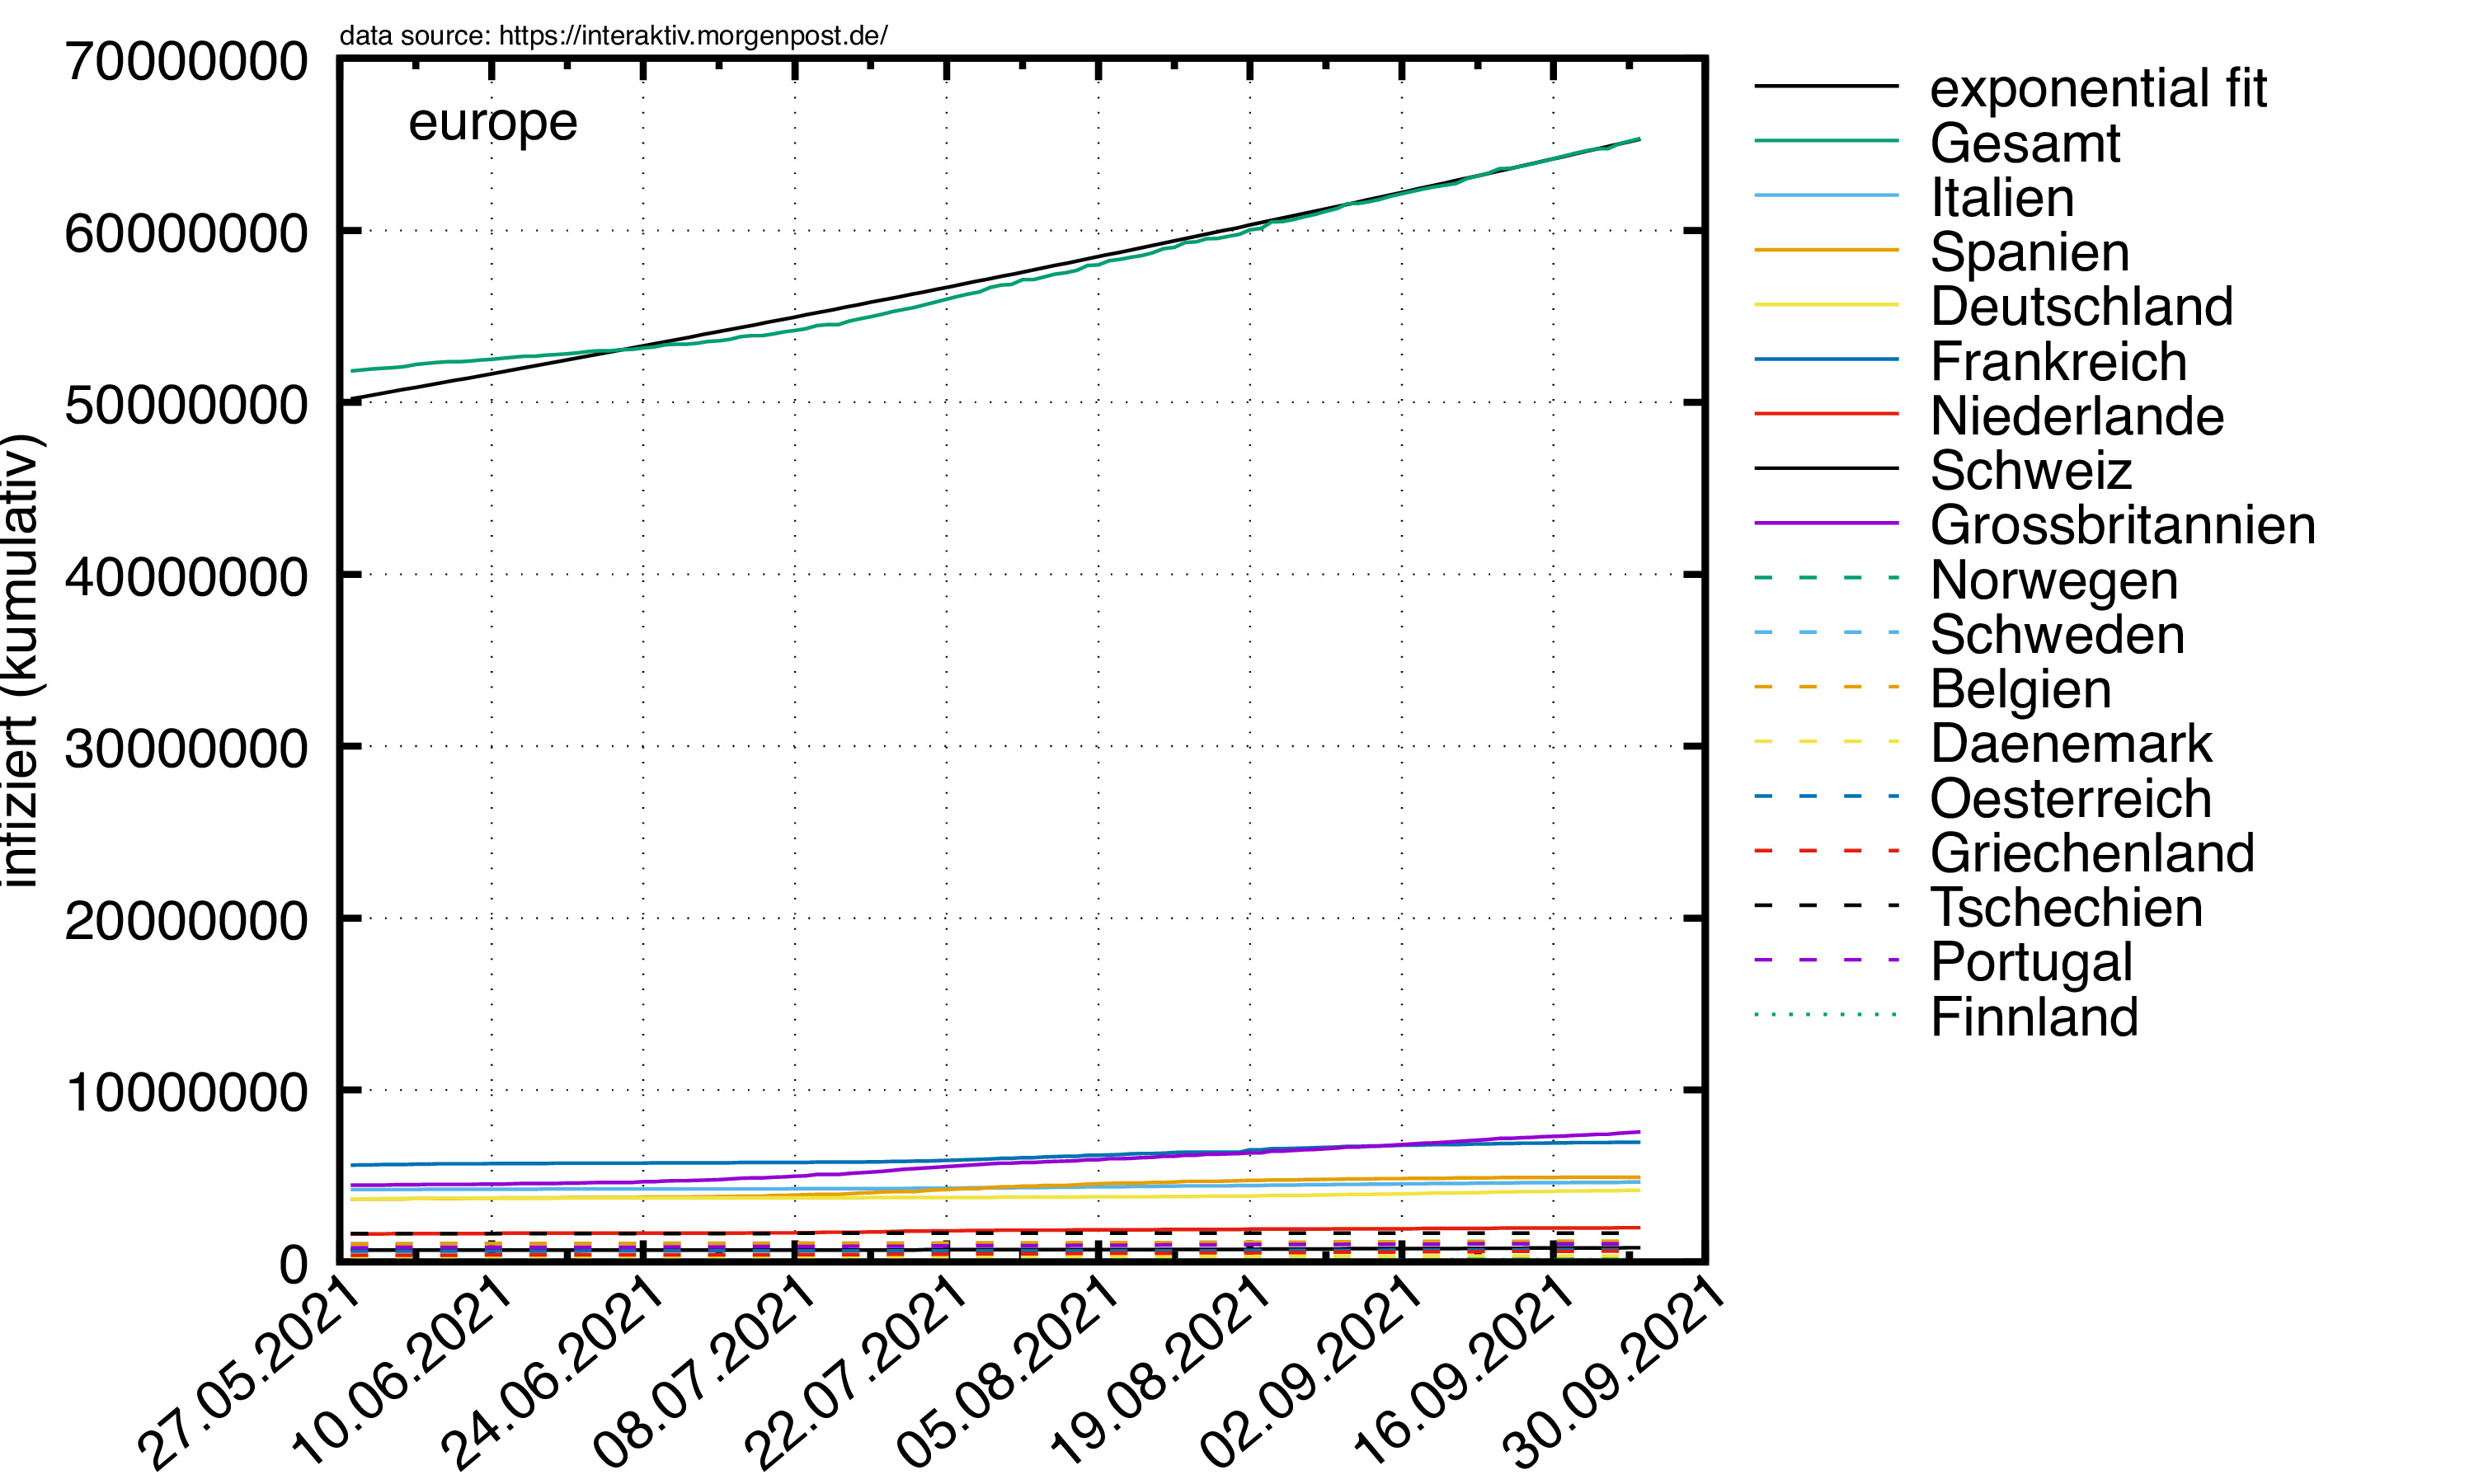 data source: https://interaktiv.morgenpost.de/
europe
infiziert (kumulativ)
70000000
60000000
50000000
40000000
30000000
20000000
10000000
0
27.05.2021
10.06.2021
24.06.2021
08.07.2021
22.07.2021
05.08.2021
19.08.2021
02.09.2021
16.09.2021
30.09.2021
exponential fit
Gesamt
Italien
Spanien
Deutschland
Frankreich
Niederlande
Schweiz
Grossbritannien
Norwegen
Schweden
Belgien
Daenemark
Oesterreich
Griechenland
Tschechien
Portugal
Finnland